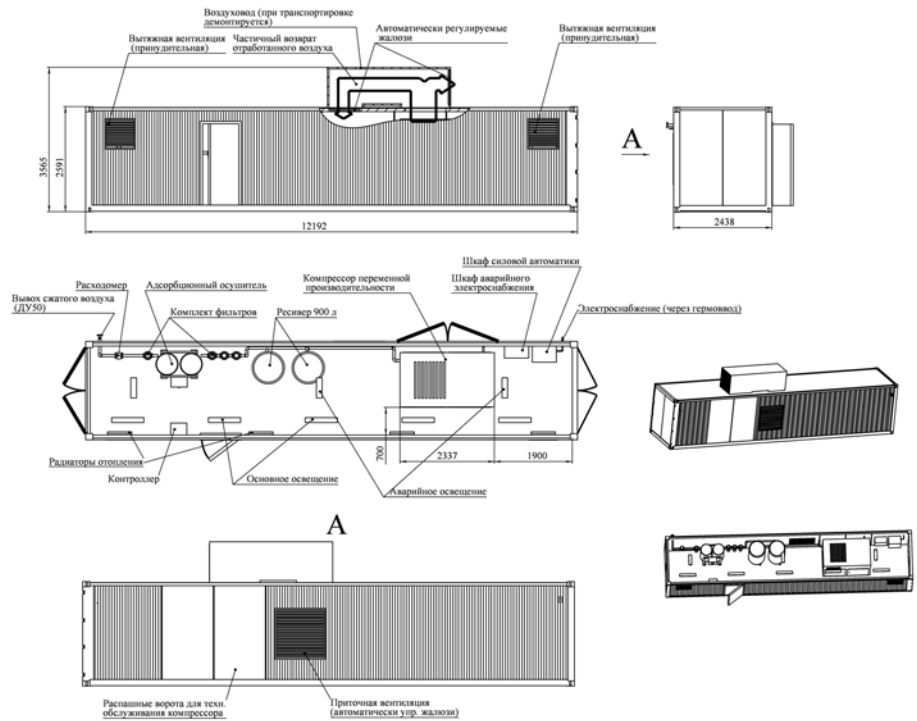 Воздуховод (при транспортировке
демонтируется)
Вытяжная вентиляция
(принудительная)
Частичный возврат
отработанного воздуха
Автоматически регулируемые
жалюзи
Вытяжная вентиляция
(принудительная)
3565
2591
12192
А
2438
Вывох сжатого воздуха
(ДУ50)
Расходомер
Адсорбционный осушитель
Комплект фильтров
Ресивер 900 л
Компрессор переменной
производительности
Шкаф аварийного
электроснабжения
Шкаф силовой автоматики
Электроснабжение (через гермоввод)
700
2337
1900
Радиаторы отопления
Контроллер
Основное освещение
Аварийное освещение
А
Распашные ворота для техн.
обслуживания компрессора
Приточная вентиляция
(автоматически упр. жалюзи)